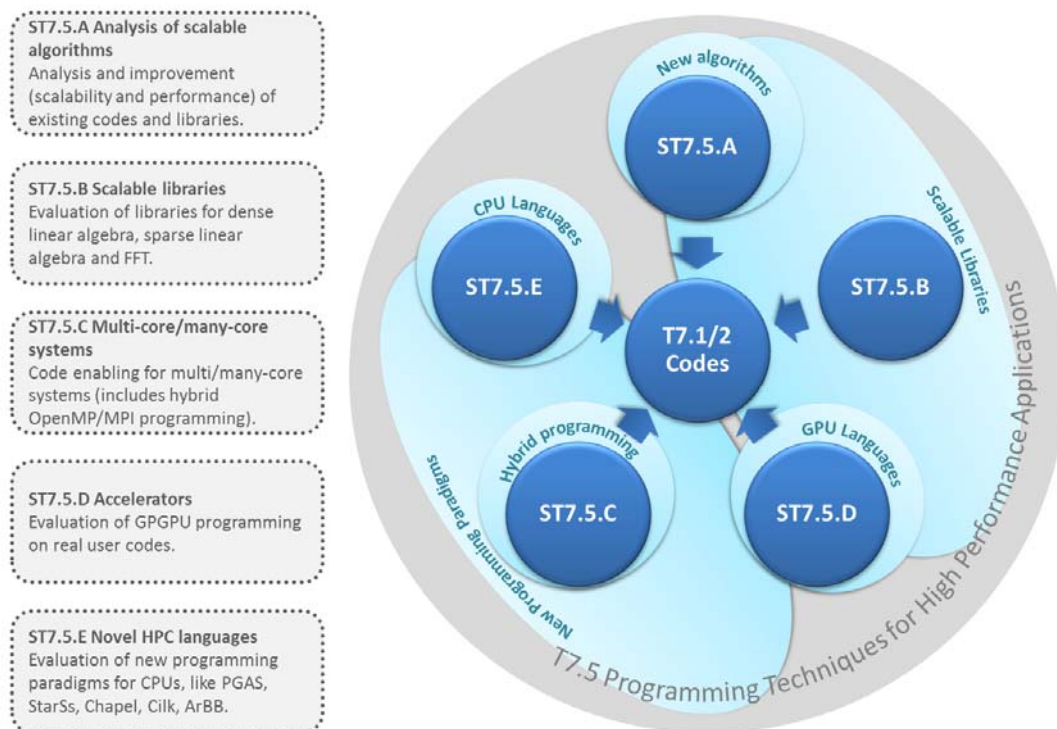 ST7.5.A Analysis of scalable
algorithms
Analysis and improvement
(scalability and performance) of
existing codes and libraries.
ST7.5.B Scalable libraries
Evaluation of libraries for dense
linear algebra, sparse linear
algebra and FFT.
ST7.5.C Multi-core/many-core
systems
Code enabling for multi/many-core
systems (includes hybrid
OpenMP/MPI programming).
ST7.5.D Accelerators
Evaluation of GPGPU programming
on real user codes.
ST7.5.E Novel HPC languages
Evaluation of new programming
paradigms for CPUs, like PGAS,
StarSs, Chapel, Cilk, ArBB.
New algorithms
ST7.5.A
CPU Languages
ST7.5.E
Scalable Libraries
ST7.5.B
T7.1/2
Codes
Hybrid programming
ST7.5.C
GPU Languages
ST7.5.D
New Programming Paradigms
T7.5 Programming Techniques for High Performance Applications